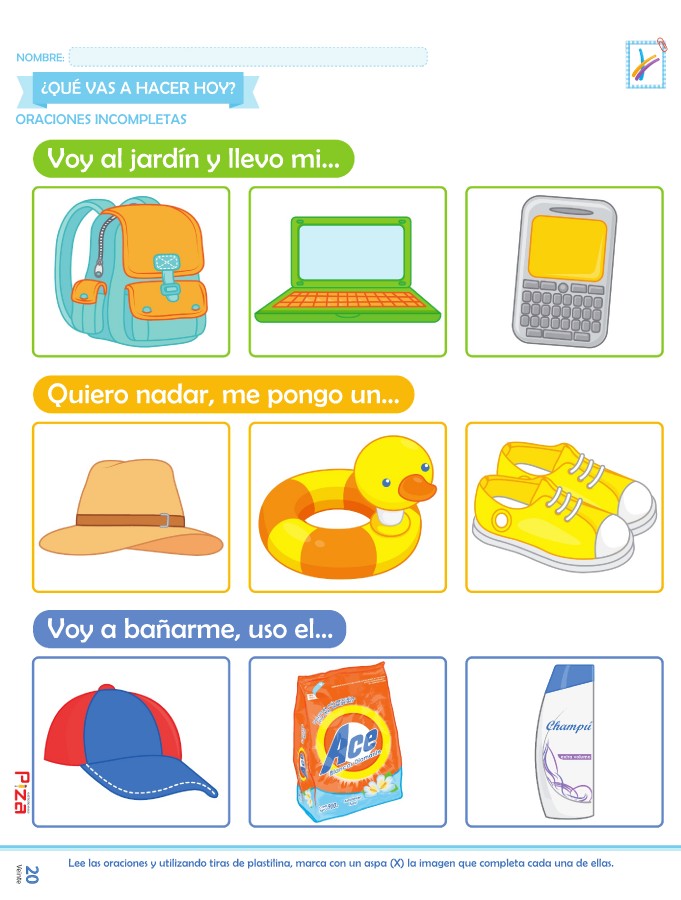 NOMBRE:
¿QUÉ VAS A HACER HOY?
ORACIONES INCOMPLETAS
Voy al jardín y llevo mi...
Quiero nadar, me pongo un...
Voy a bañarme, uso el...
Ace
Champú
extra volumen
Piza
Lee las oraciones y utilizando tiras de plastilina, marca con un aspa (X) la imagen que completa cada una de ellas.
20
Veinte